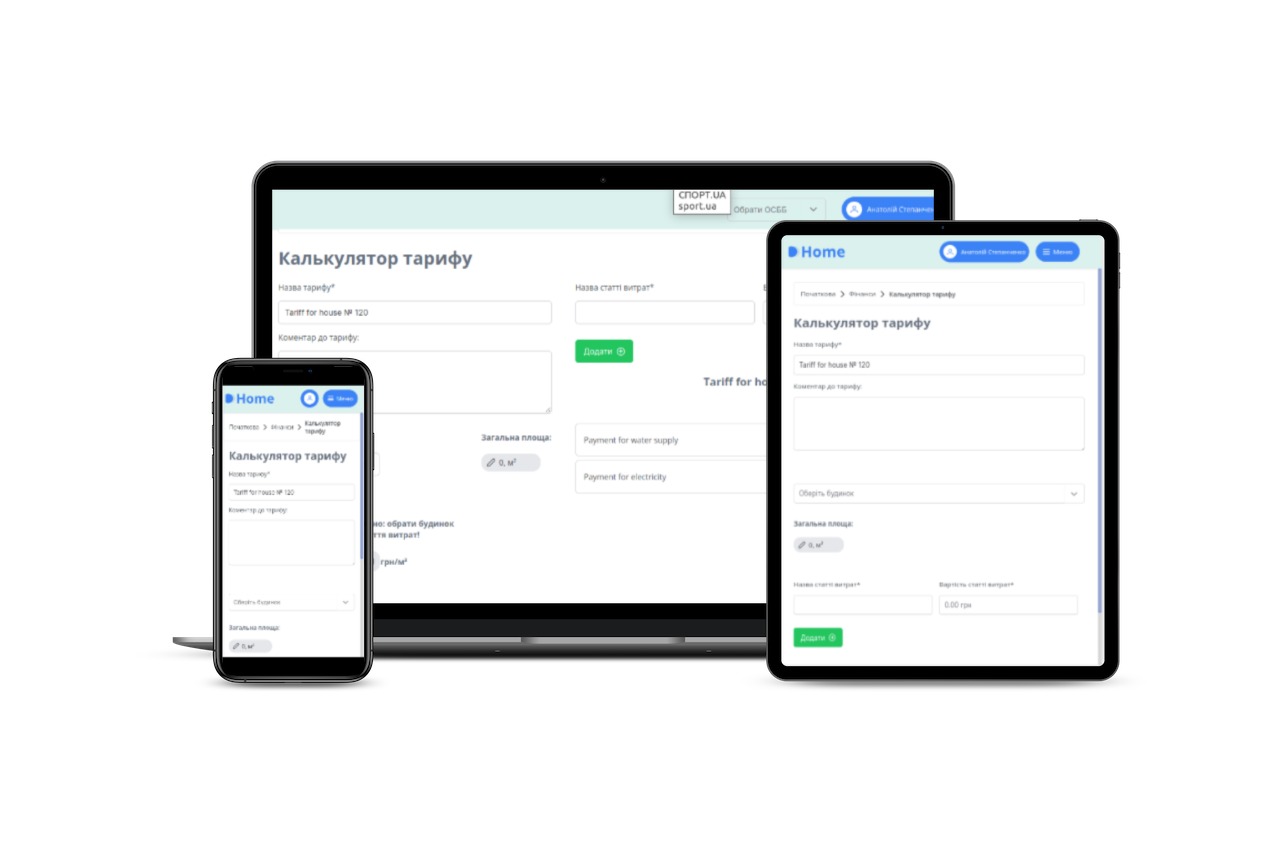 СПОРТ.UA
sport.ua
Обрати ОСББ
Анатолій Степанченко
Калькулятор тарифу
Назва тарифу*
Tariff for house № 120
Коментар до тарифу:
Загальна площа:
0, м²
но: обрати будинок
ття витрат!
грн/м²
Назва статті витрат*
Додати
Tariff for ho
Payment for water supply
Payment for electricity
Home
Меню
Початкова
Фінанси
Калькулятор
тарифу
Калькулятор тарифу
Назва тарифу*
Tariff for house № 120
Коментар до тарифу:
Оберіть будинок
Загальна площа:
0, м²
Home
Анатолій Степанченко
Меню
Початкова
Фінанси
Калькулятор тарифу
Калькулятор тарифу
Назва тарифу*
Tariff for house № 120
Коментар до тарифу:
Оберіть будинок
Загальна площа:
0, м²
Назва статті витрат*
Вартість статті витрат*
0.00 грн
Додати